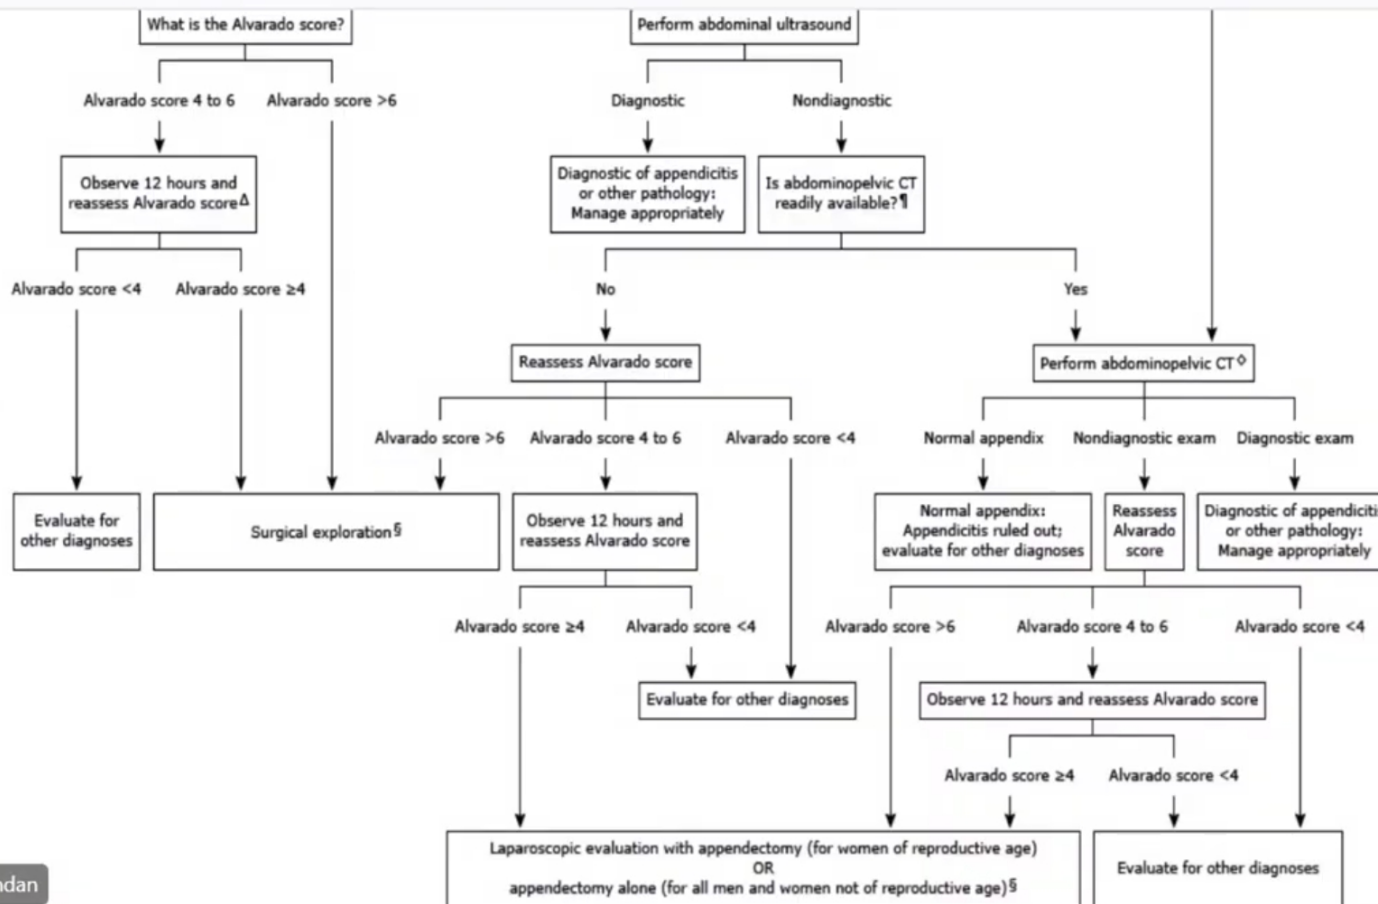 What is the Alvarado score?
Perform abdominal ultrasound
Alvarado score 4 to 6
Alvarado score >6
Diagnostic
Nondiagnostic
Observe 12 hours and
reassess Alvarado scoreΔ
Diagnostic of appendicitis
or other pathology:
Manage appropriately
Is abdominopelvic CT
readily available?¶
Alvarado score <4
Alvarado score ≥4
No
Yes
Reassess Alvarado score
Perform abdominopelvic CT◊
Alvarado score >6
Alvarado score 4 to 6
Alvarado score <4
Normal appendix
Nondiagnostic exam
Diagnostic exam
Evaluate for
other diagnoses
Surgical exploration§
Observe 12 hours and
reassess Alvarado score
Normal appendix:
Appendicitis ruled out;
evaluate for other diagnoses
Reassess
Alvarado
score
Diagnostic of appendiciti
or other pathology:
Manage appropriately
Alvarado score ≥4
Alvarado score <4
Alvarado score >6
Alvarado score 4 to 6
Alvarado score <4
Evaluate for other diagnoses
Observe 12 hours and reassess Alvarado score
Alvarado score ≥4
Alvarado score <4
Laparoscopic evaluation with appendectomy (for women of reproductive age)
OR
appendectomy alone (for all men and women not of reproductive age)§
Evaluate for other diagnoses
ndan